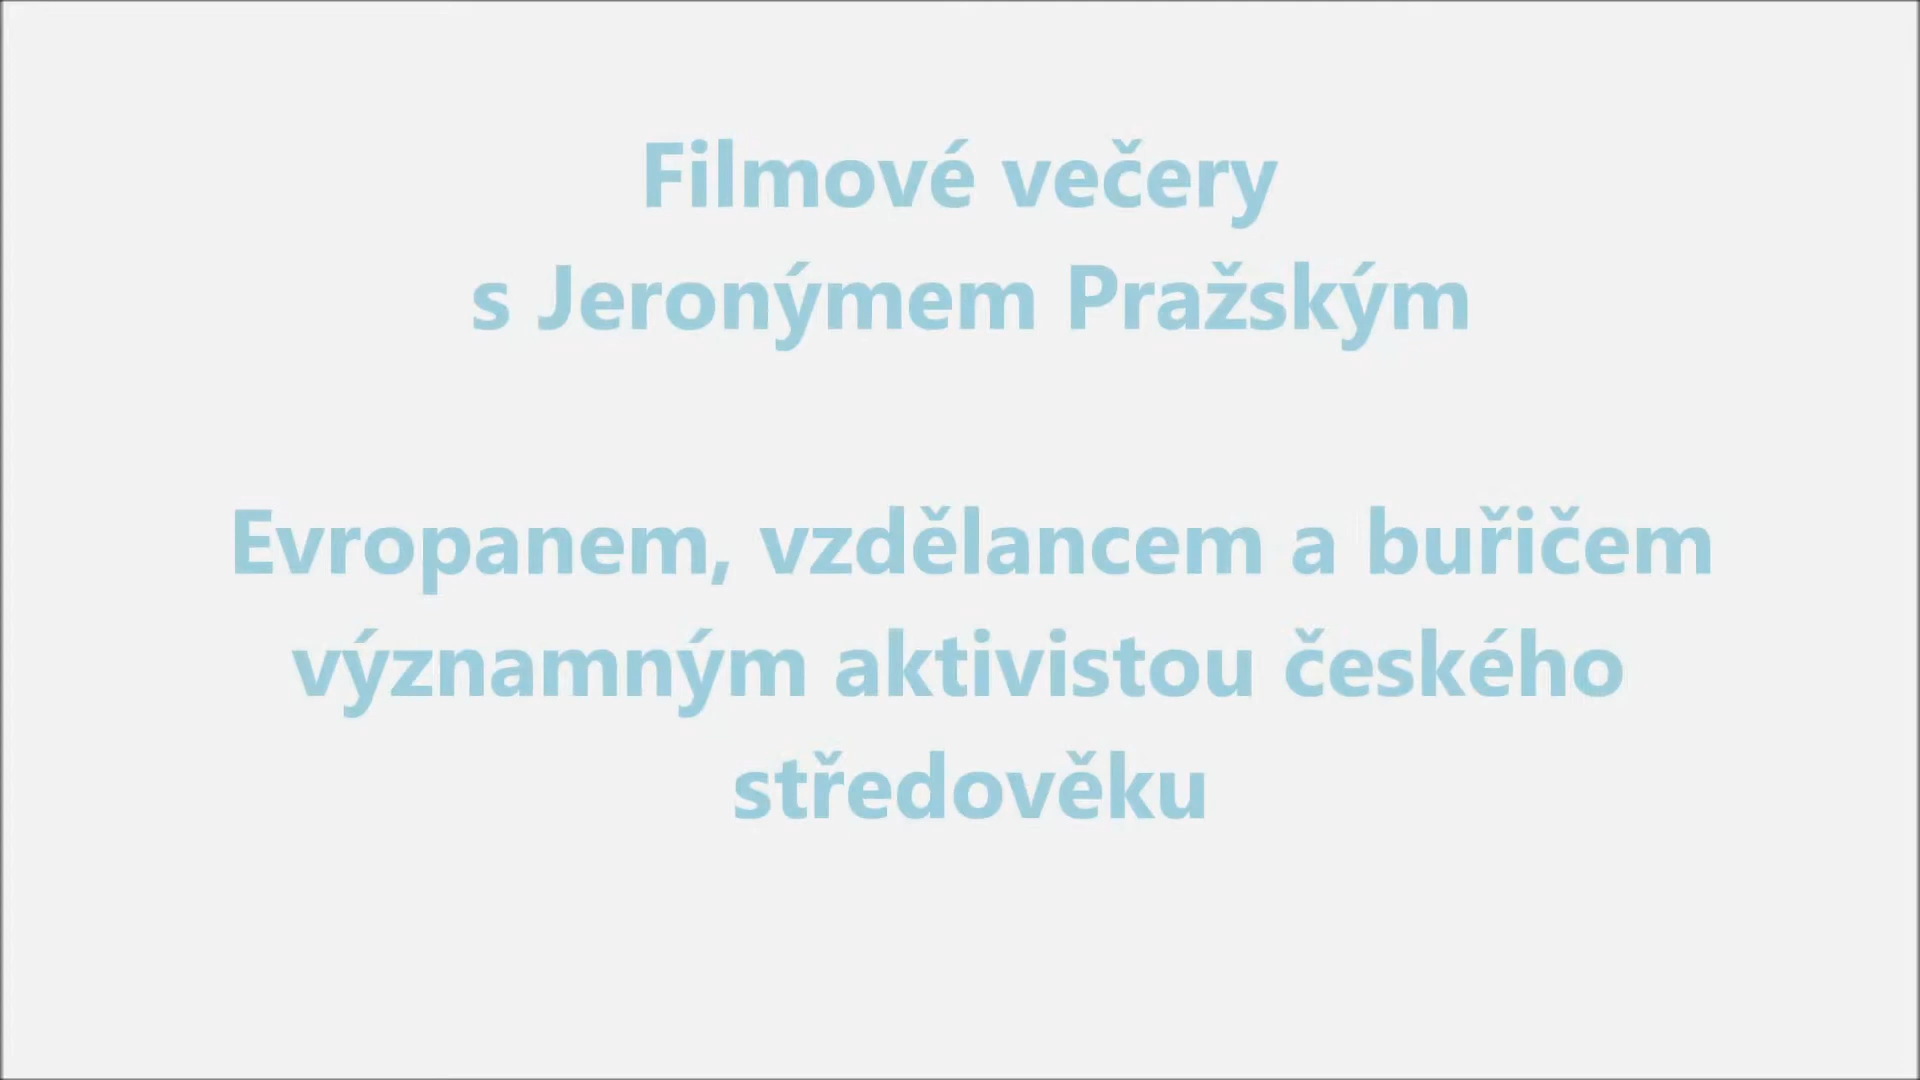 Filmové večery
s Jeronýmem Pražským
Evropanem, vzdělancem a buřičem
významným aktivistou českého
středověku